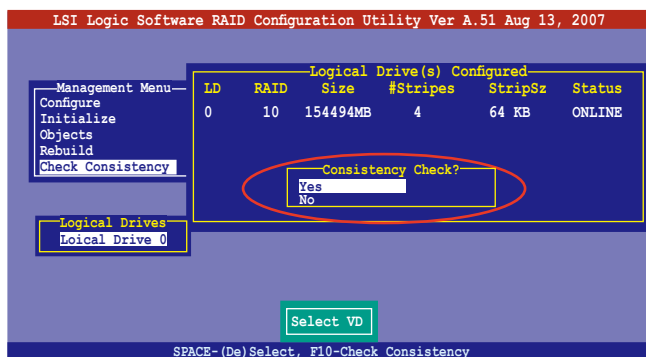 LSI Logic Software RAID Configuration Utility Ver A.51 Aug 13, 2007
Logical Drive(s) Configured
LD RAID Size #Stripes StripSz Status
0 10 154494MB 4 64 KB ONLINE
Management Menu
Configure
Initialize
Objects
Rebuild
Check Consistency
Consistency Check?
Yes
No
Logical Drives
Loical Drive 0
Select VD
SPACE-(De)Select, F10-Check Consistency